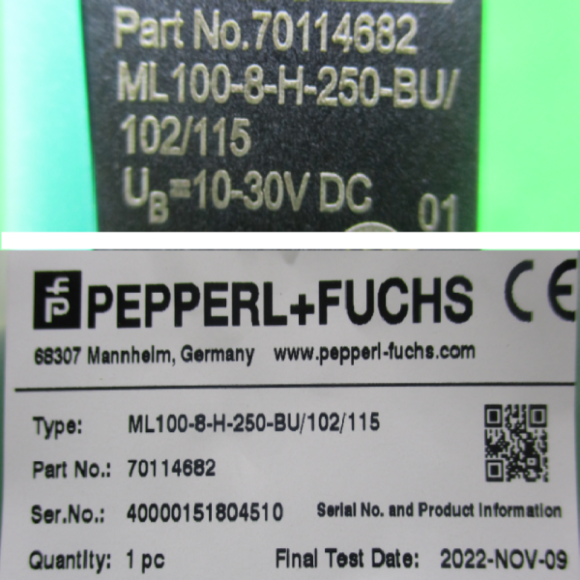 Part No.70114682
ML100-8-H-250-BU/
102/115
UB=10-30V DC 01
PEPPERL+FUCHS CE
68307 Mannheim, Germany www.pepperl-fuchs.com
Type: ML100-8-H-250-BU/102/115
Part No.: 70114682
Ser.No.: 40000151804510 Serial No. and Product Information
Quantity: 1 pc Final Test Date: 2022-NOV-09